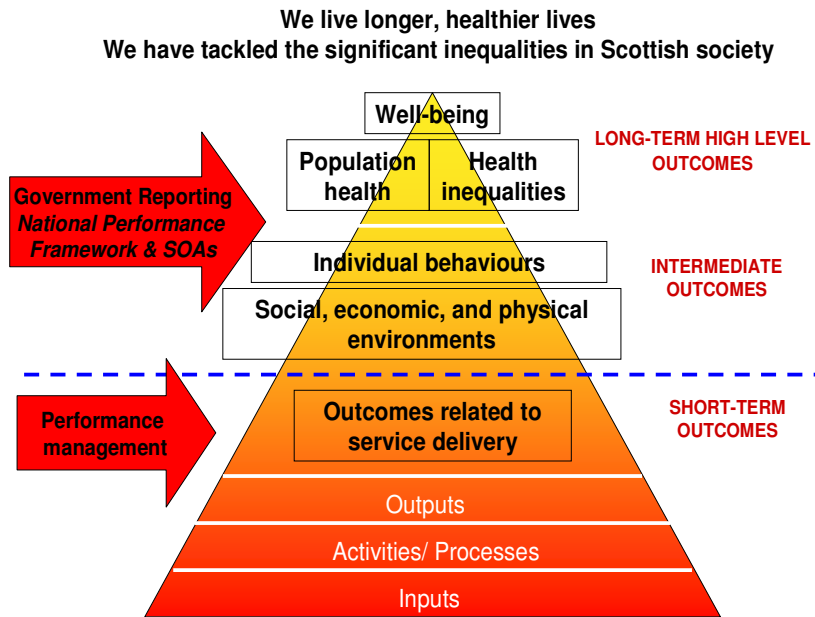 We live longer, healthier lives
We have tackled the significant inequalities in Scottish society
Well-being
Population
health
Health
inequalities
LONG-TERM HIGH LEVEL
OUTCOMES
Government Reporting
National Performance
Framework & SOAs
Individual behaviours
INTERMEDIATE
OUTCOMES
Social, economic, and physical
environments
Performance
management
Outcomes related to
service delivery
SHORT-TERM
OUTCOMES
Outputs
Activities/ Processes
Inputs